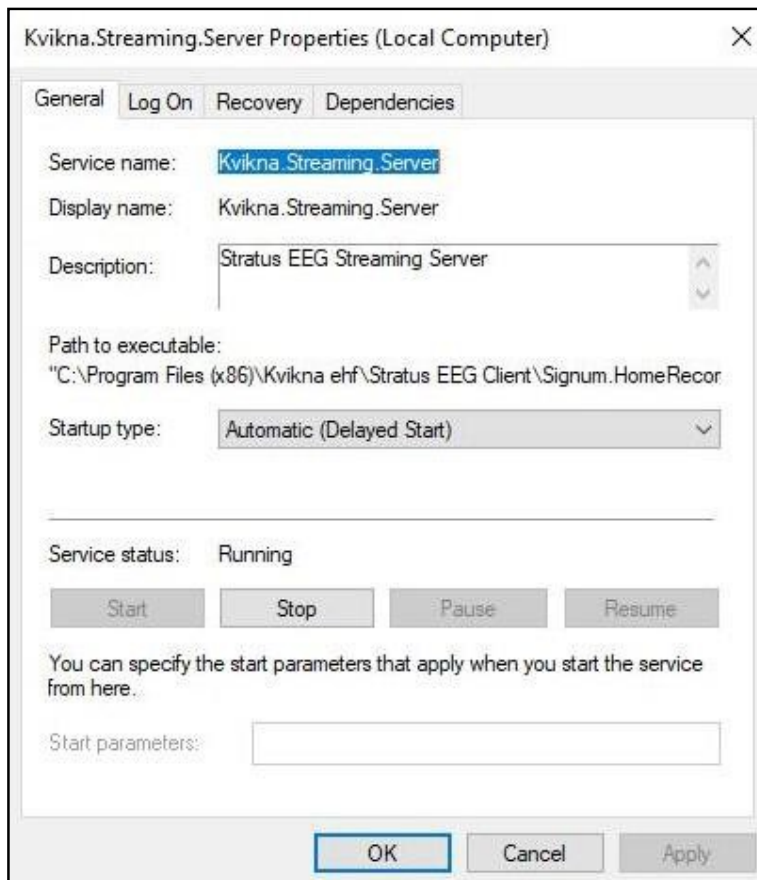 Kvikna.Streaming.Server Properties (Local Computer)
General Log On Recovery Dependencies
Service name: Kvikna.Streaming.Server
Display name: Kvikna.Streaming.Server
Description: Stratus EEG Streaming Server
Path to executable:
"C:\Program Files (x86)\Kvikna ehf\Stratus EEG Client\Signum.HomeRecor
Startup type: Automatic (Delayed Start)
Service status: Running
Start Stop Pause Resume
You can specify the start parameters that apply when you start the service
from here.
Start parameters:
OK Cancel Apply